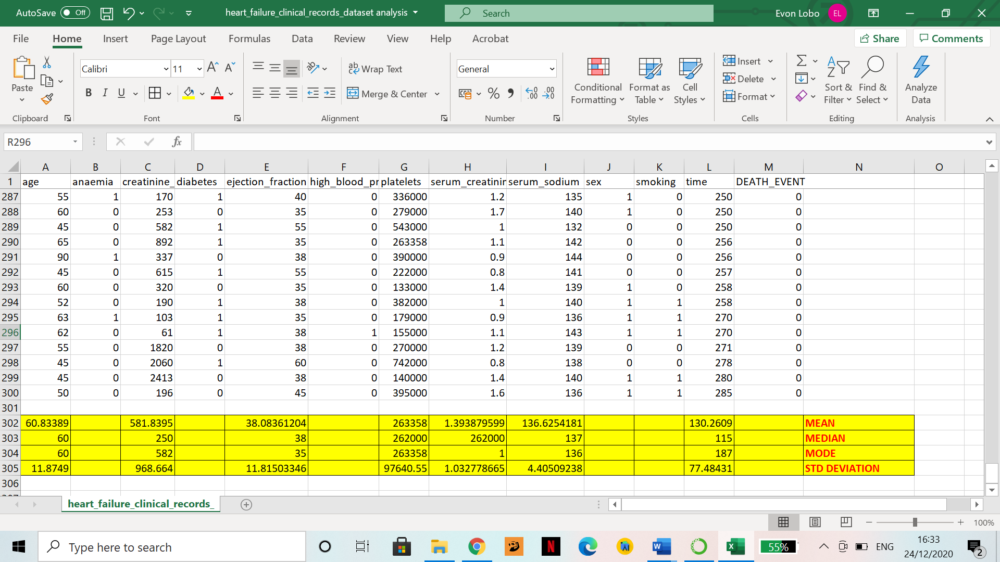 AutoSave Off heart_failure_clinical_records_dataset analysis Search Evon Lobo EL
File Home Insert Page Layout Formulas Data Review View Help Acrobat Share Comments
Paste Calibri 11 Wrap Text General Conditional Formatting Format as Table Cell Styles Insert Sort & Filter Find & Select Analyze Data
B I U Merge & Center % Delete
Format
Clipboard Font Alignment Number Styles Cells Editing Analysis
R296 fx
A B C D E F G H I J K L M N O
1 age anaemia creatinine_ diabetes ejection_fraction high_blood_pr platelets serum_creatinin serum_sodium sex smoking time DEATH_EVENT
287 55 1 170 1 40 0 336000 1.2 135 1 0 250 0
288 60 0 253 0 35 0 279000 1.7 140 1 0 250 0
289 45 0 582 1 55 0 543000 1 132 0 0 250 0
290 65 0 892 1 35 0 263358 1.1 142 0 0 256 0
291 90 1 337 0 38 0 390000 0.9 144 0 0 256 0
292 45 0 615 1 55 0 222000 0.8 141 0 0 257 0
293 60 0 320 0 35 0 133000 1.4 139 1 0 258 0
294 52 0 190 1 38 0 382000 1 140 1 1 258 0
295 63 1 103 1 35 0 179000 0.9 136 1 1 270 0
296 62 0 61 1 38 1 155000 1.1 143 1 1 270 0
297 55 0 1820 0 38 0 270000 1.2 139 0 0 271 0
298 45 0 2060 1 60 0 742000 0.8 138 0 0 278 0
299 45 0 2413 0 38 0 140000 1.4 140 1 1 280 0
300 50 0 196 0 45 0 395000 1.6 136 1 1 285 0
301
302 60.83389 581.8395 38.08361204 263358 1.393879599 136.6254181 130.2609 MEAN
303 60 250 38 262000 262000 137 115 MEDIAN
304 60 582 35 263358 1 136 187 MODE
305 11.8749 968.664 11.81503346 97640.55 1.032778665 4.40509238 77.48431 STD DEVIATION
306
heart_failure_clinical_records_
100%
Type here to search 55% ENG 16:33
24/12/2020 2